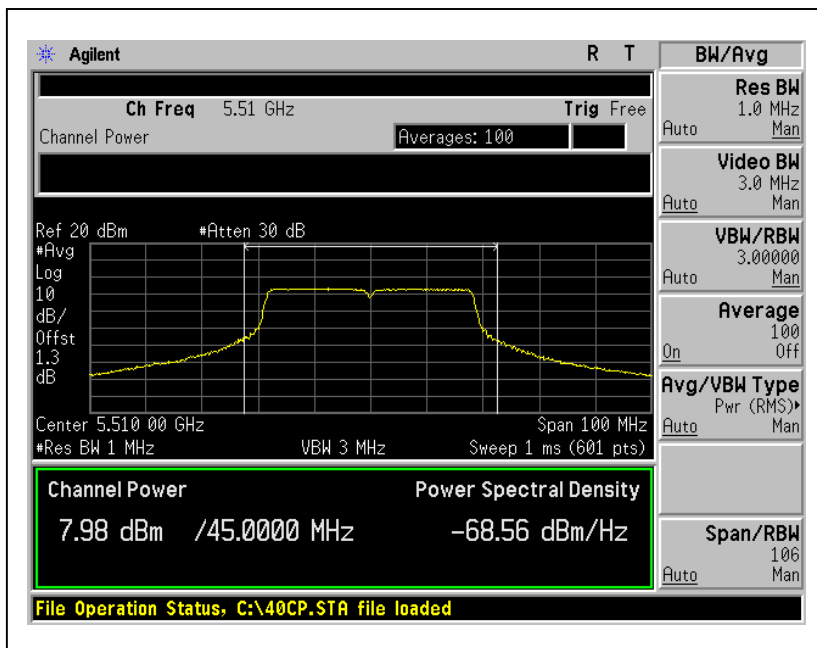 Agilent R T
Ch Freq 5.51 GHz Trig Free
Channel Power Averages: 100
Ref 20 dBm #Atten 30 dB
#Avg
Log
10
dB/
Offst
1.3
dB
Center 5.510 00 GHz Span 100 MHz
#Res BW 1 MHz VBW 3 MHz Sweep 1 ms (601 pts)
Channel Power Power Spectral Density
7.98 dBm /45.0000 MHz -68.56 dBm/Hz
File Operation Status, C:\40CP.STA file loaded
BW/Avg
Res BW
1.0 MHz
Auto Man
Video BW
3.0 MHz
Auto Man
VBW/RBW
3.00000
Auto Man
Average
100
On Off
Avg/VBW Type
Pwr (RMS)▸
Auto Man
Span/RBW
106
Auto Man